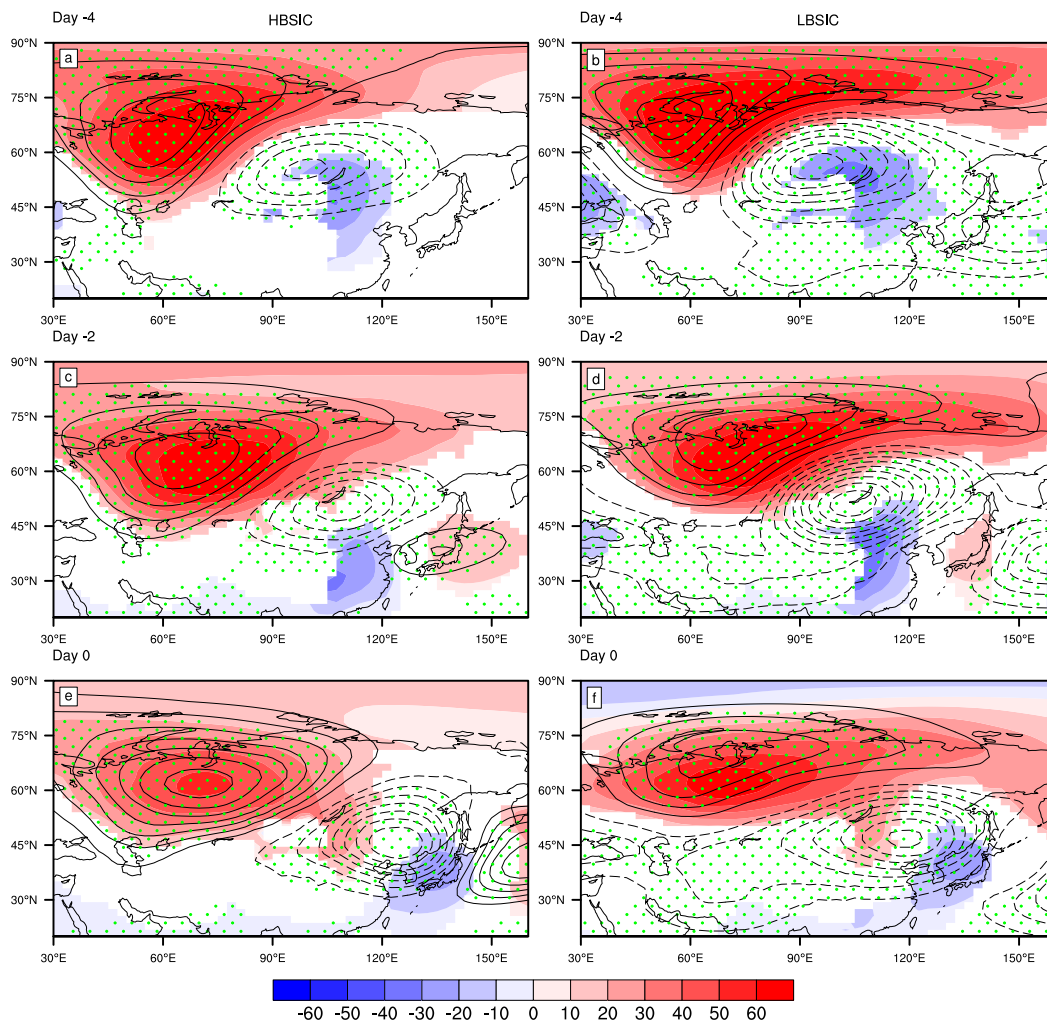 Day -4 HBSIC Day -4 LBSIC
a b
90°N 90°N
75°N 75°N
60°N 60°N
45°N 45°N
30°N 30°N
30°E 60°E 90°E 120°E 150°E 30°E 60°E 90°E 120°E 150°E
Day -2 Day -2
c d
90°N 90°N
75°N 75°N
60°N 60°N
45°N 45°N
30°N 30°N
30°E 60°E 90°E 120°E 150°E 30°E 60°E 90°E 120°E 150°E
Day 0 Day 0
e f
90°N 90°N
75°N 75°N
60°N 60°N
45°N 45°N
30°N 30°N
30°E 60°E 90°E 120°E 150°E 30°E 60°E 90°E 120°E 150°E
-60 -50 -40 -30 -20 -10 0 10 20 30 40 50 60